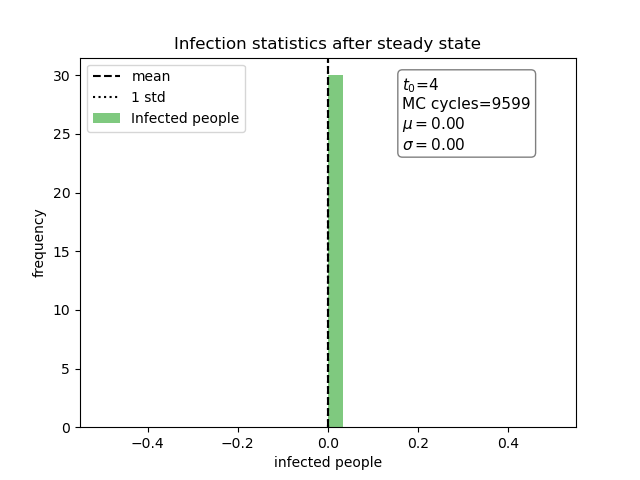 Infection statistics after steady state
mean
1 std
Infected people
t₀=4
MC cycles=9599
μ = 0.00
σ = 0.00
30
25
20
15
10
5
0
frequency
−0.4 −0.2 0.0 0.2 0.4
infected people